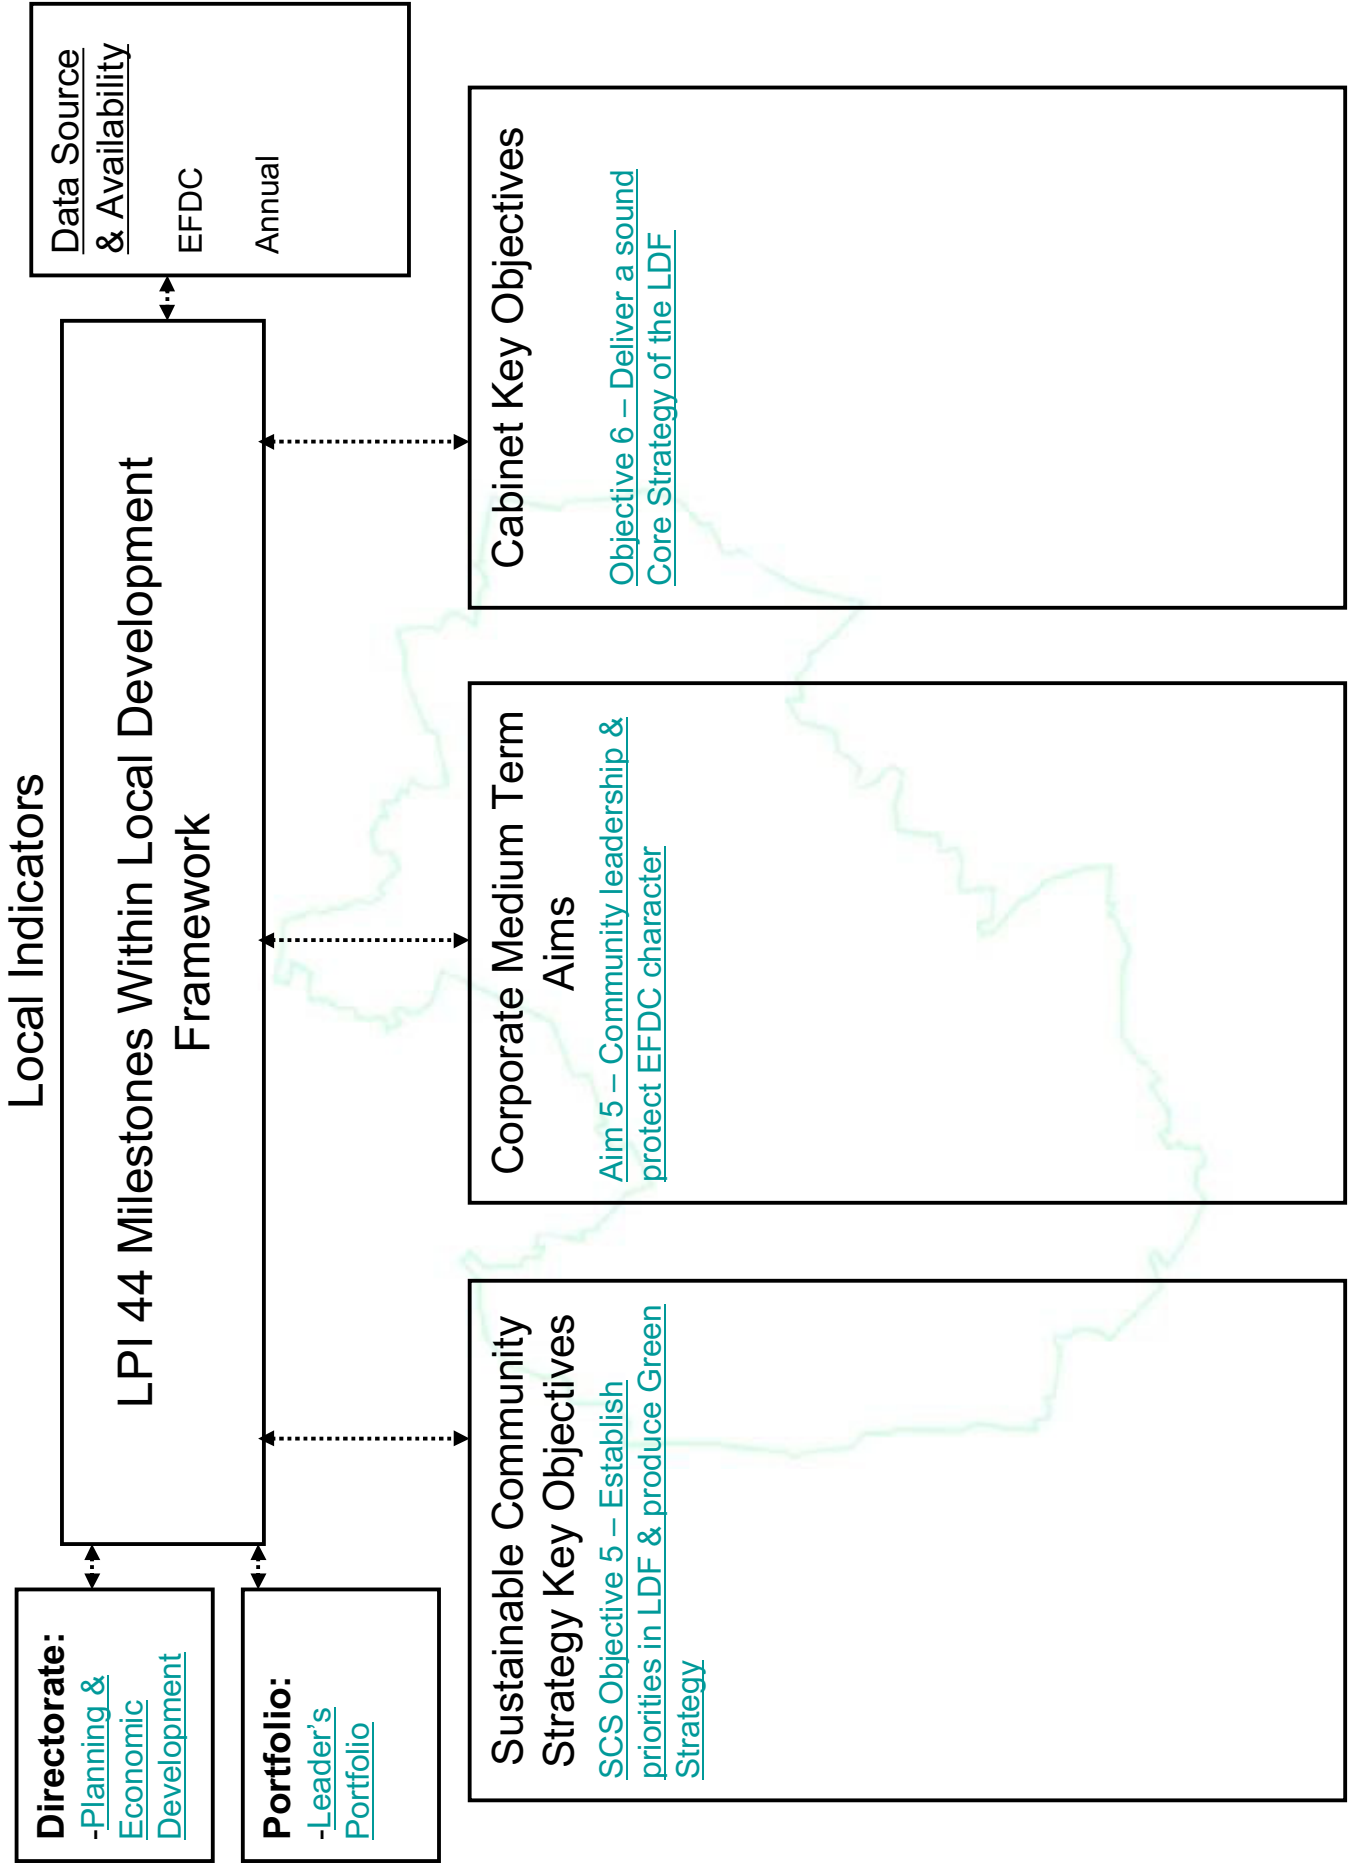 Local Indicators
Directorate:
-Planning &
Economic
Development
Portfolio:
-Leader’s
Portfolio
LPI 44 Milestones Within Local Development
Framework
Data Source
& Availability
EFDC
Annual
Sustainable Community
Strategy Key Objectives
SCS Objective 5 – Establish
priorities in LDF & produce Green
Strategy
Corporate Medium Term
Aims
Aim 5 – Community leadership &
protect EFDC character
Cabinet Key Objectives
Objective 6 – Deliver a sound
Core Strategy of the LDF